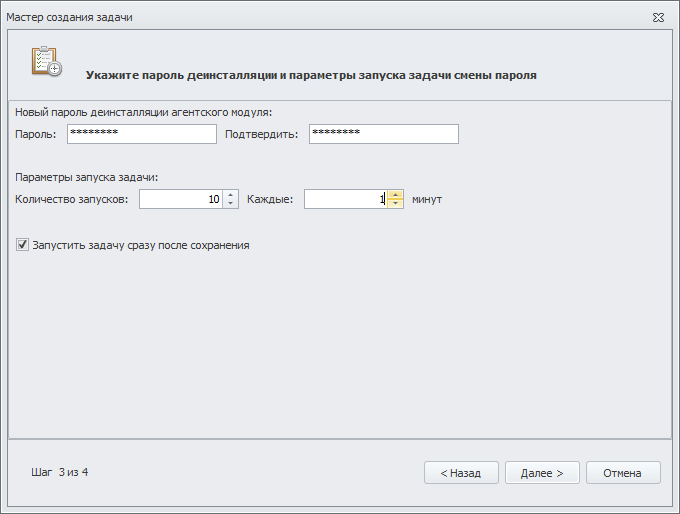 Мастер создания задачи
Укажите пароль деинсталляции и параметры запуска задачи смены пароля
Новый пароль деинсталляции агентского модуля:
Пароль: ******** Подтвердить: ********
Параметры запуска задачи:
Количество запусков: 10 Каждые: 1 минут
Запустить задачу сразу после сохранения
Шаг 3 из 4 < Назад Далее > Отмена